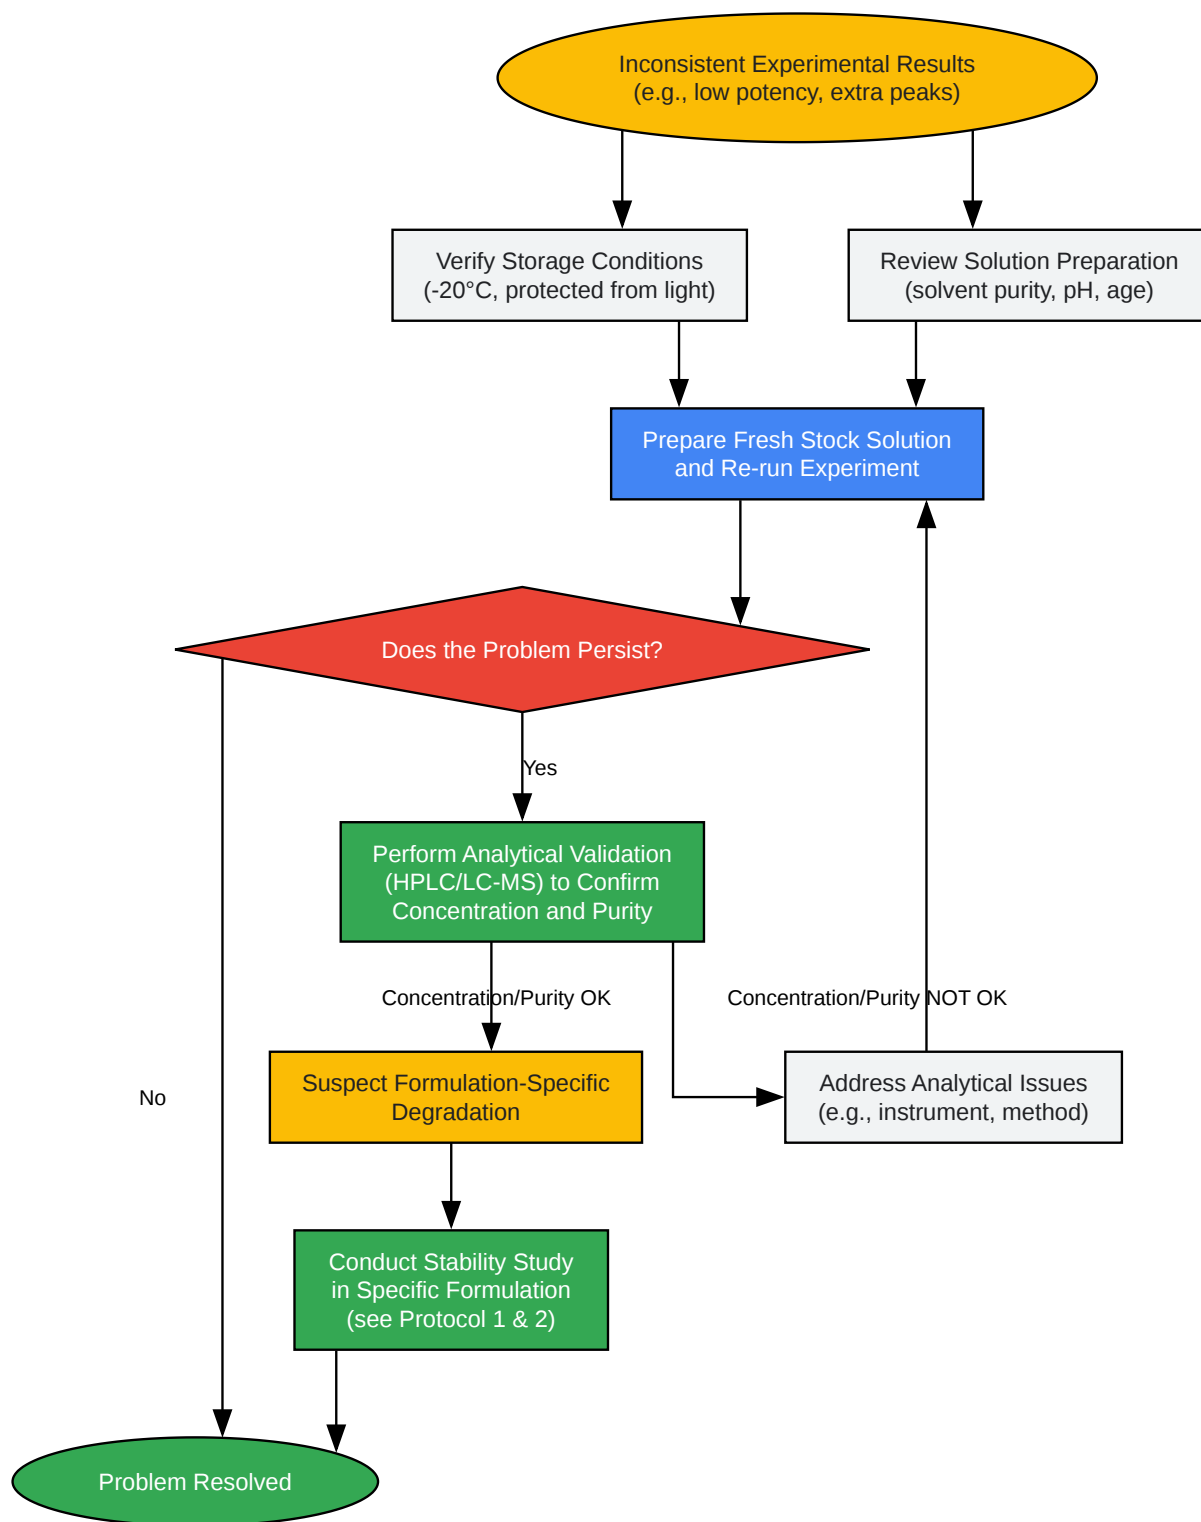 Inconsistent Experimental Results
(e.g., low potency, extra peaks)
Verify Storage Conditions
(-20°C, protected from light)
Review Solution Preparation
(solvent purity, pH, age)
Prepare Fresh Stock Solution
and Re-run Experiment
Does the Problem Persist?
Yes
Perform Analytical Validation
(HPLC/LC-MS) to Confirm
Concentration and Purity
Concentration/Purity OK
Concentration/Purity NOT OK
Suspect Formulation-Specific
Degradation
Address Analytical Issues
(e.g., instrument, method)
No
Conduct Stability Study
in Specific Formulation
(see Protocol 1 & 2)
Problem Resolved